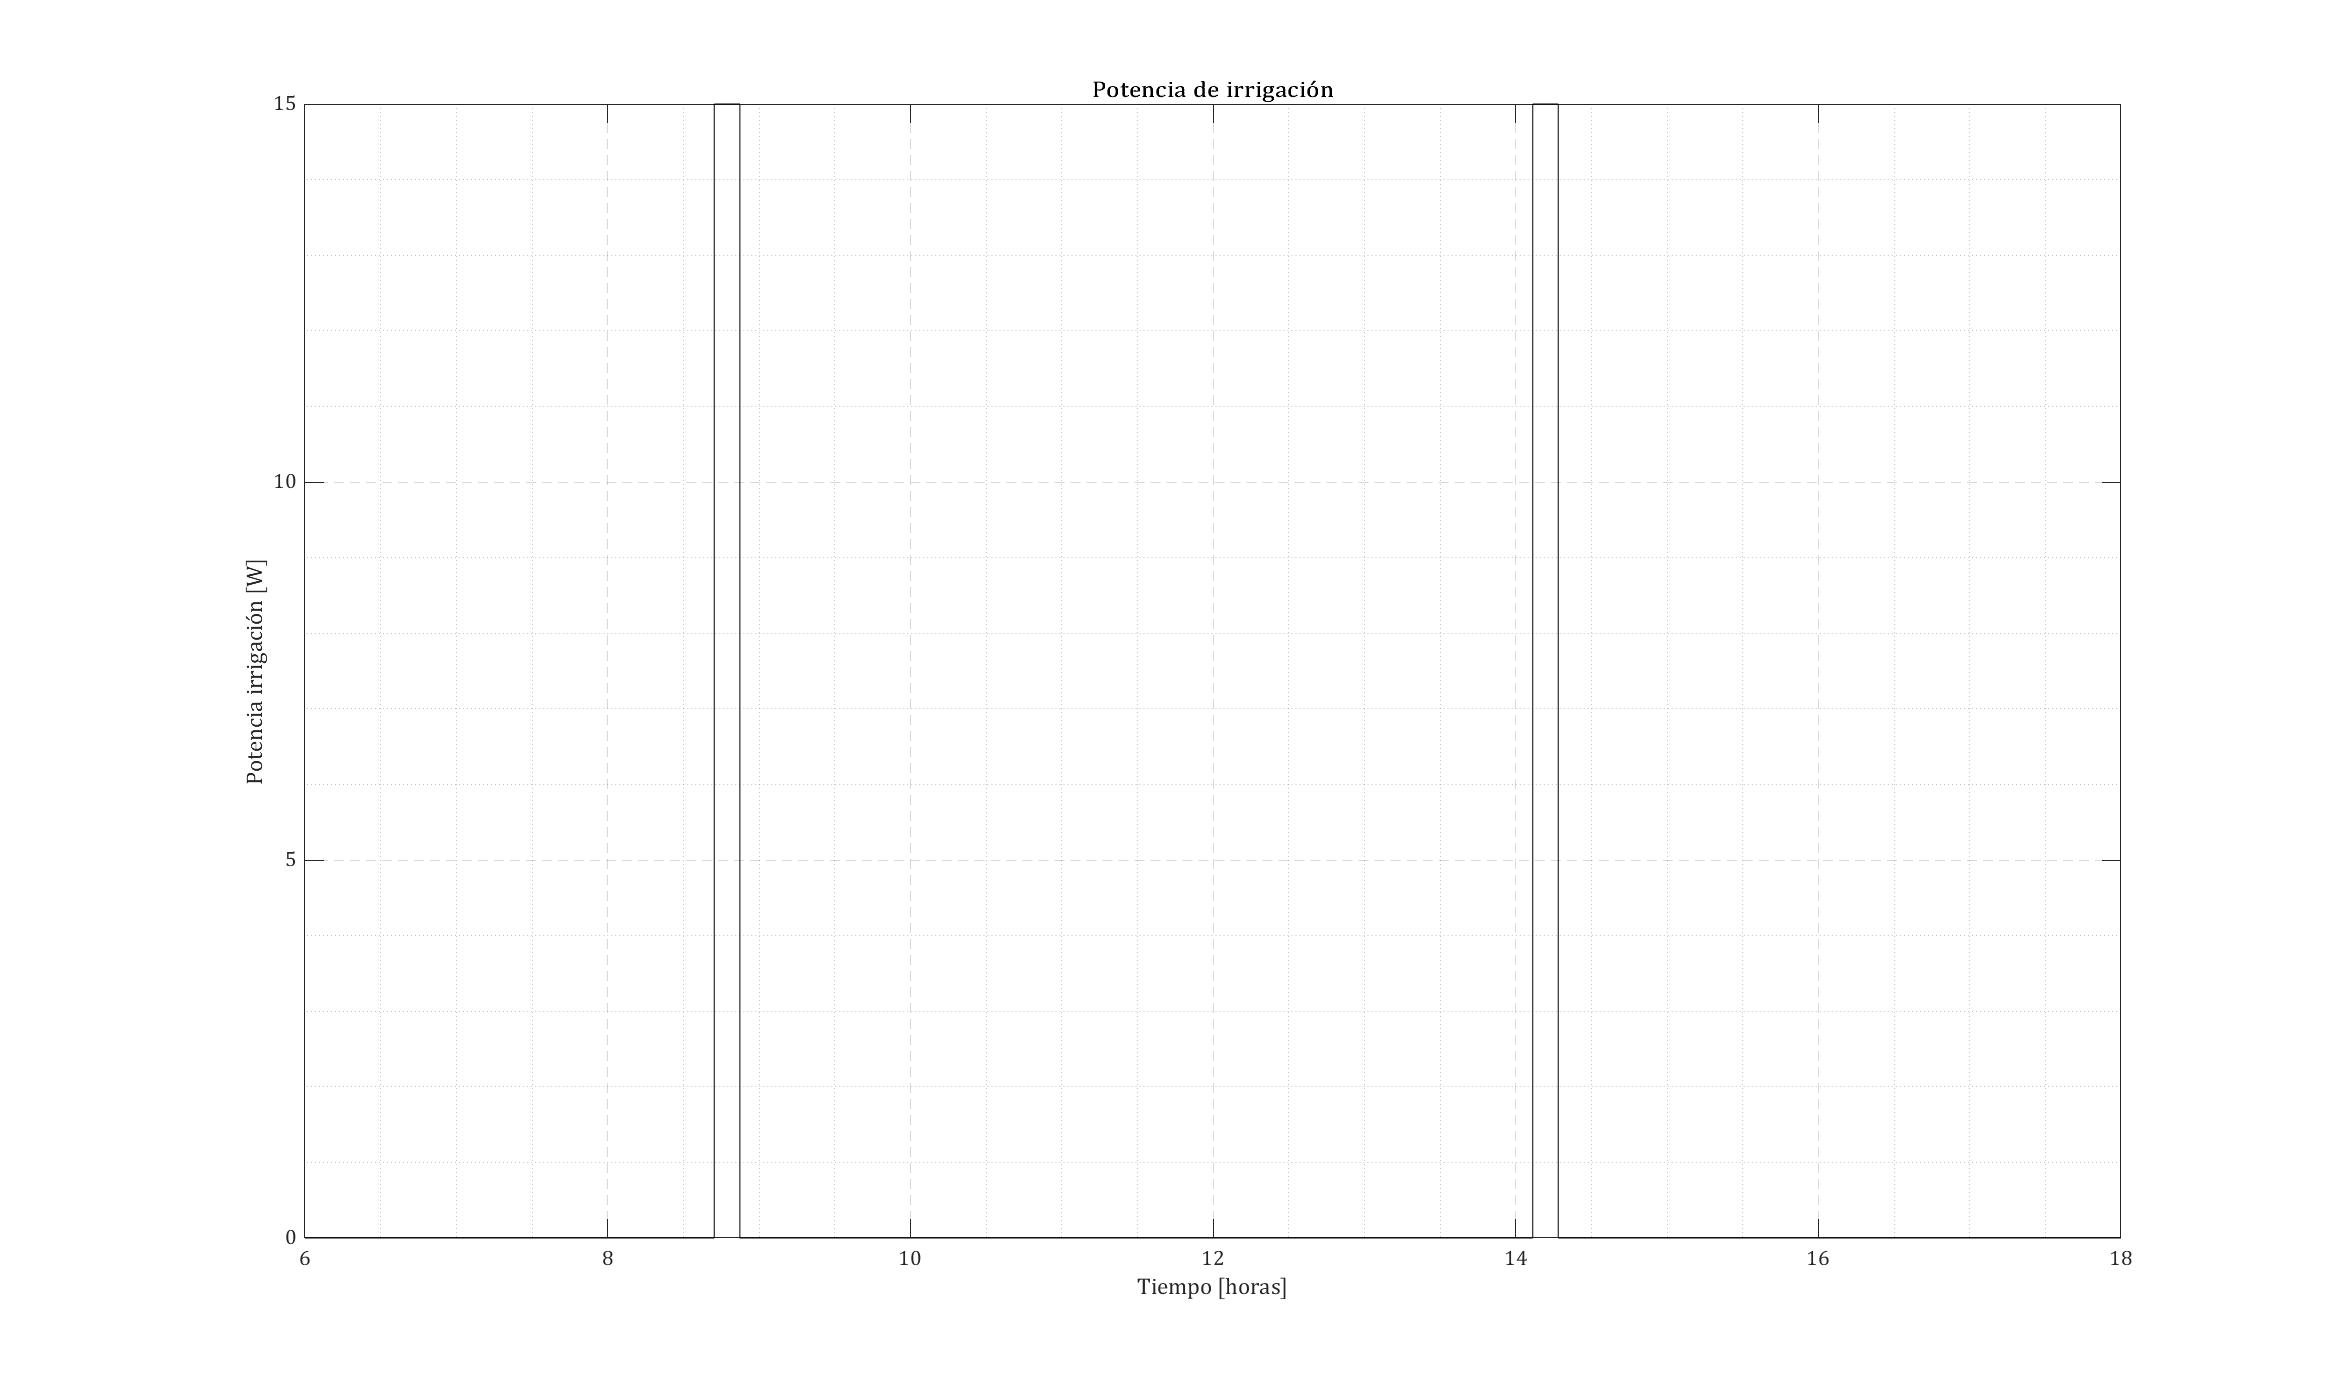 Potencia de irrigación
15
10
5
0
Potencia irrigación [W]
6 8 10 12 14 16 18
Tiempo [horas]